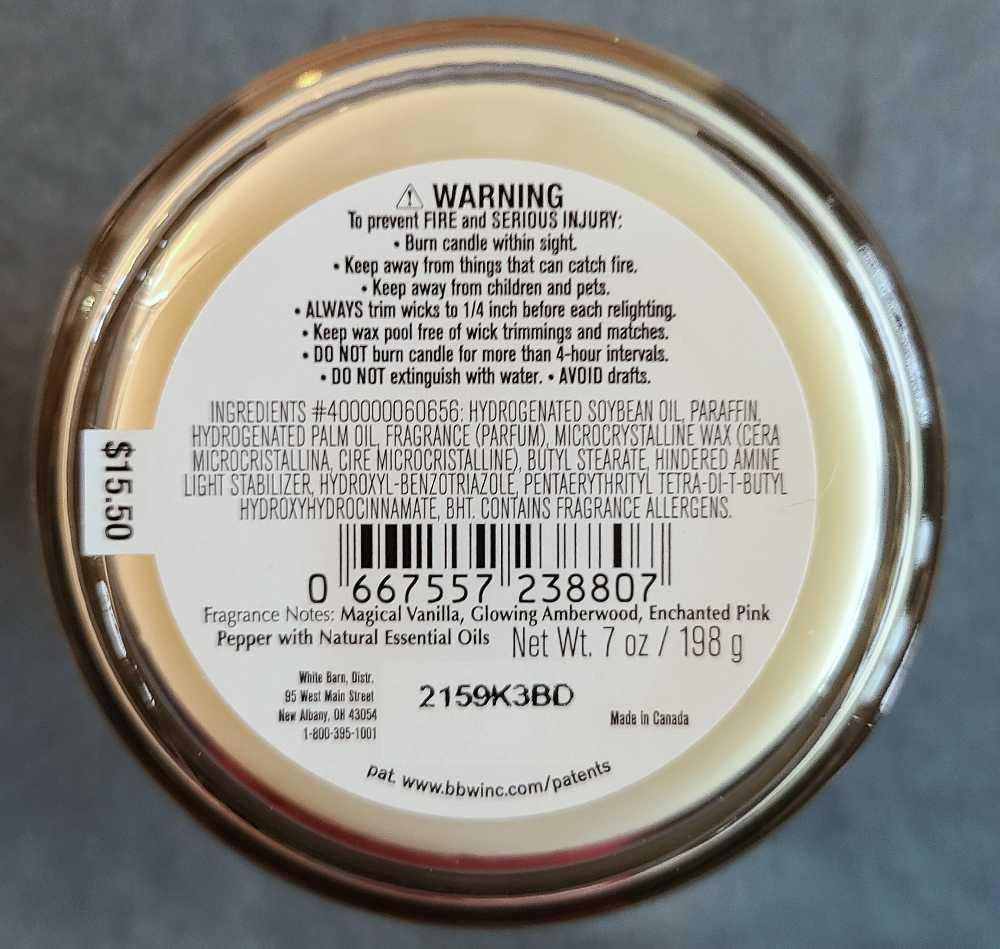 ⚠ WARNING
To prevent FIRE and SERIOUS INJURY:
• Burn candle within sight.
• Keep away from things that can catch fire.
• Keep away from children and pets.
• ALWAYS trim wicks to 1/4 inch before each relighting.
• Keep wax pool free of wick trimmings and matches.
• DO NOT burn candle for more than 4-hour intervals.
• DO NOT extinguish with water. • AVOID drafts.
INGREDIENTS #400000060656: HYDROGENATED SOYBEAN OIL, PARAFFIN,
HYDROGENATED PALM OIL, FRAGRANCE (PARFUM), MICROCRYSTALLINE WAX (CERA
MICROCRISTALLINA, CIRE MICROCRISTALLINE), BUTYL STEARATE, HINDERED AMINE
LIGHT STABILIZER, HYDROXYL-BENZOTRIAZOLE, PENTAERYTHRITYL TETRA-DI-T-BUTYL
HYDROXYHYDROCINNAMATE, BHT. CONTAINS FRAGRANCE ALLERGENS.
$15.50
0 667557 238807
Fragrance Notes: Magical Vanilla, Glowing Amberwood, Enchanted Pink
Pepper with Natural Essential Oils Net Wt. 7 oz / 198 g
White Barn, Distr.
95 West Main Street
New Albany, OH 43054
1-800-395-1001
2159K3BD
Made in Canada
pat. www.bbwinc.com/patents